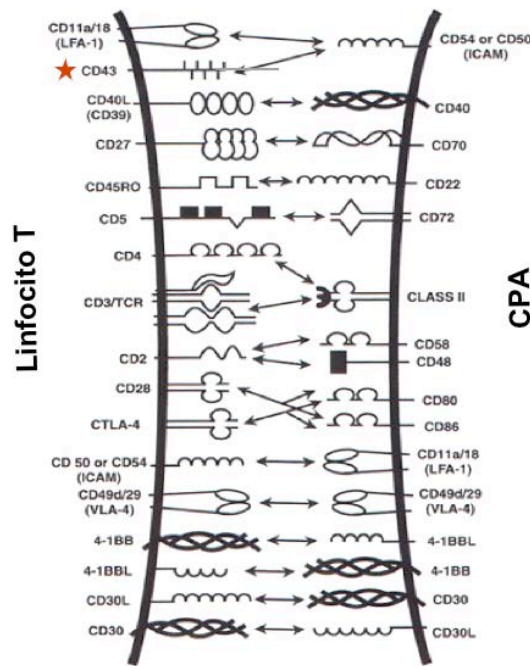 CD11a/18
(LFA-1)
CD54 or CD50
(ICAM)
CD43
CD40L
(CD39)
CD40
CD27
CD70
CD45RO
CD22
CD5
CD72
CD4
CD3/TCR
CLASS II
CD2
CD58
CD48
CD28
CD80
CTLA-4
CD86
CD 50 or CD54
(ICAM)
CD11a/18
(LFA-1)
CD49d/29
(VLA-4)
CD49d/29
(VLA-4)
4-1BB
4-1BBL
4-1BBL
4-1BB
CD30L
CD30
CD30
CD30L
Linfocito T
CPA